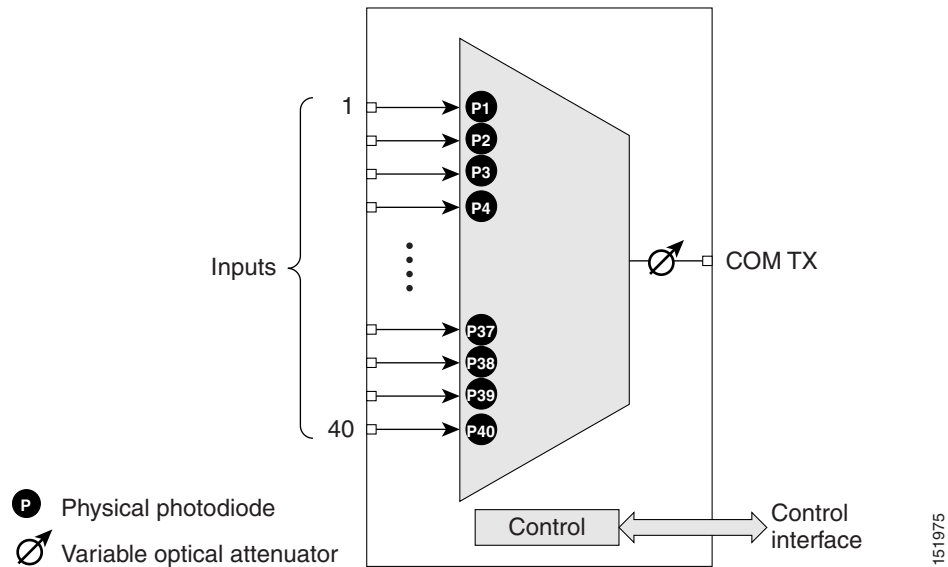 1
P1
P2
P3
P4
Inputs
COM TX
P37
P38
P39
40
P40
P Physical photodiode
Variable optical attenuator
Control
Control
interface
151975